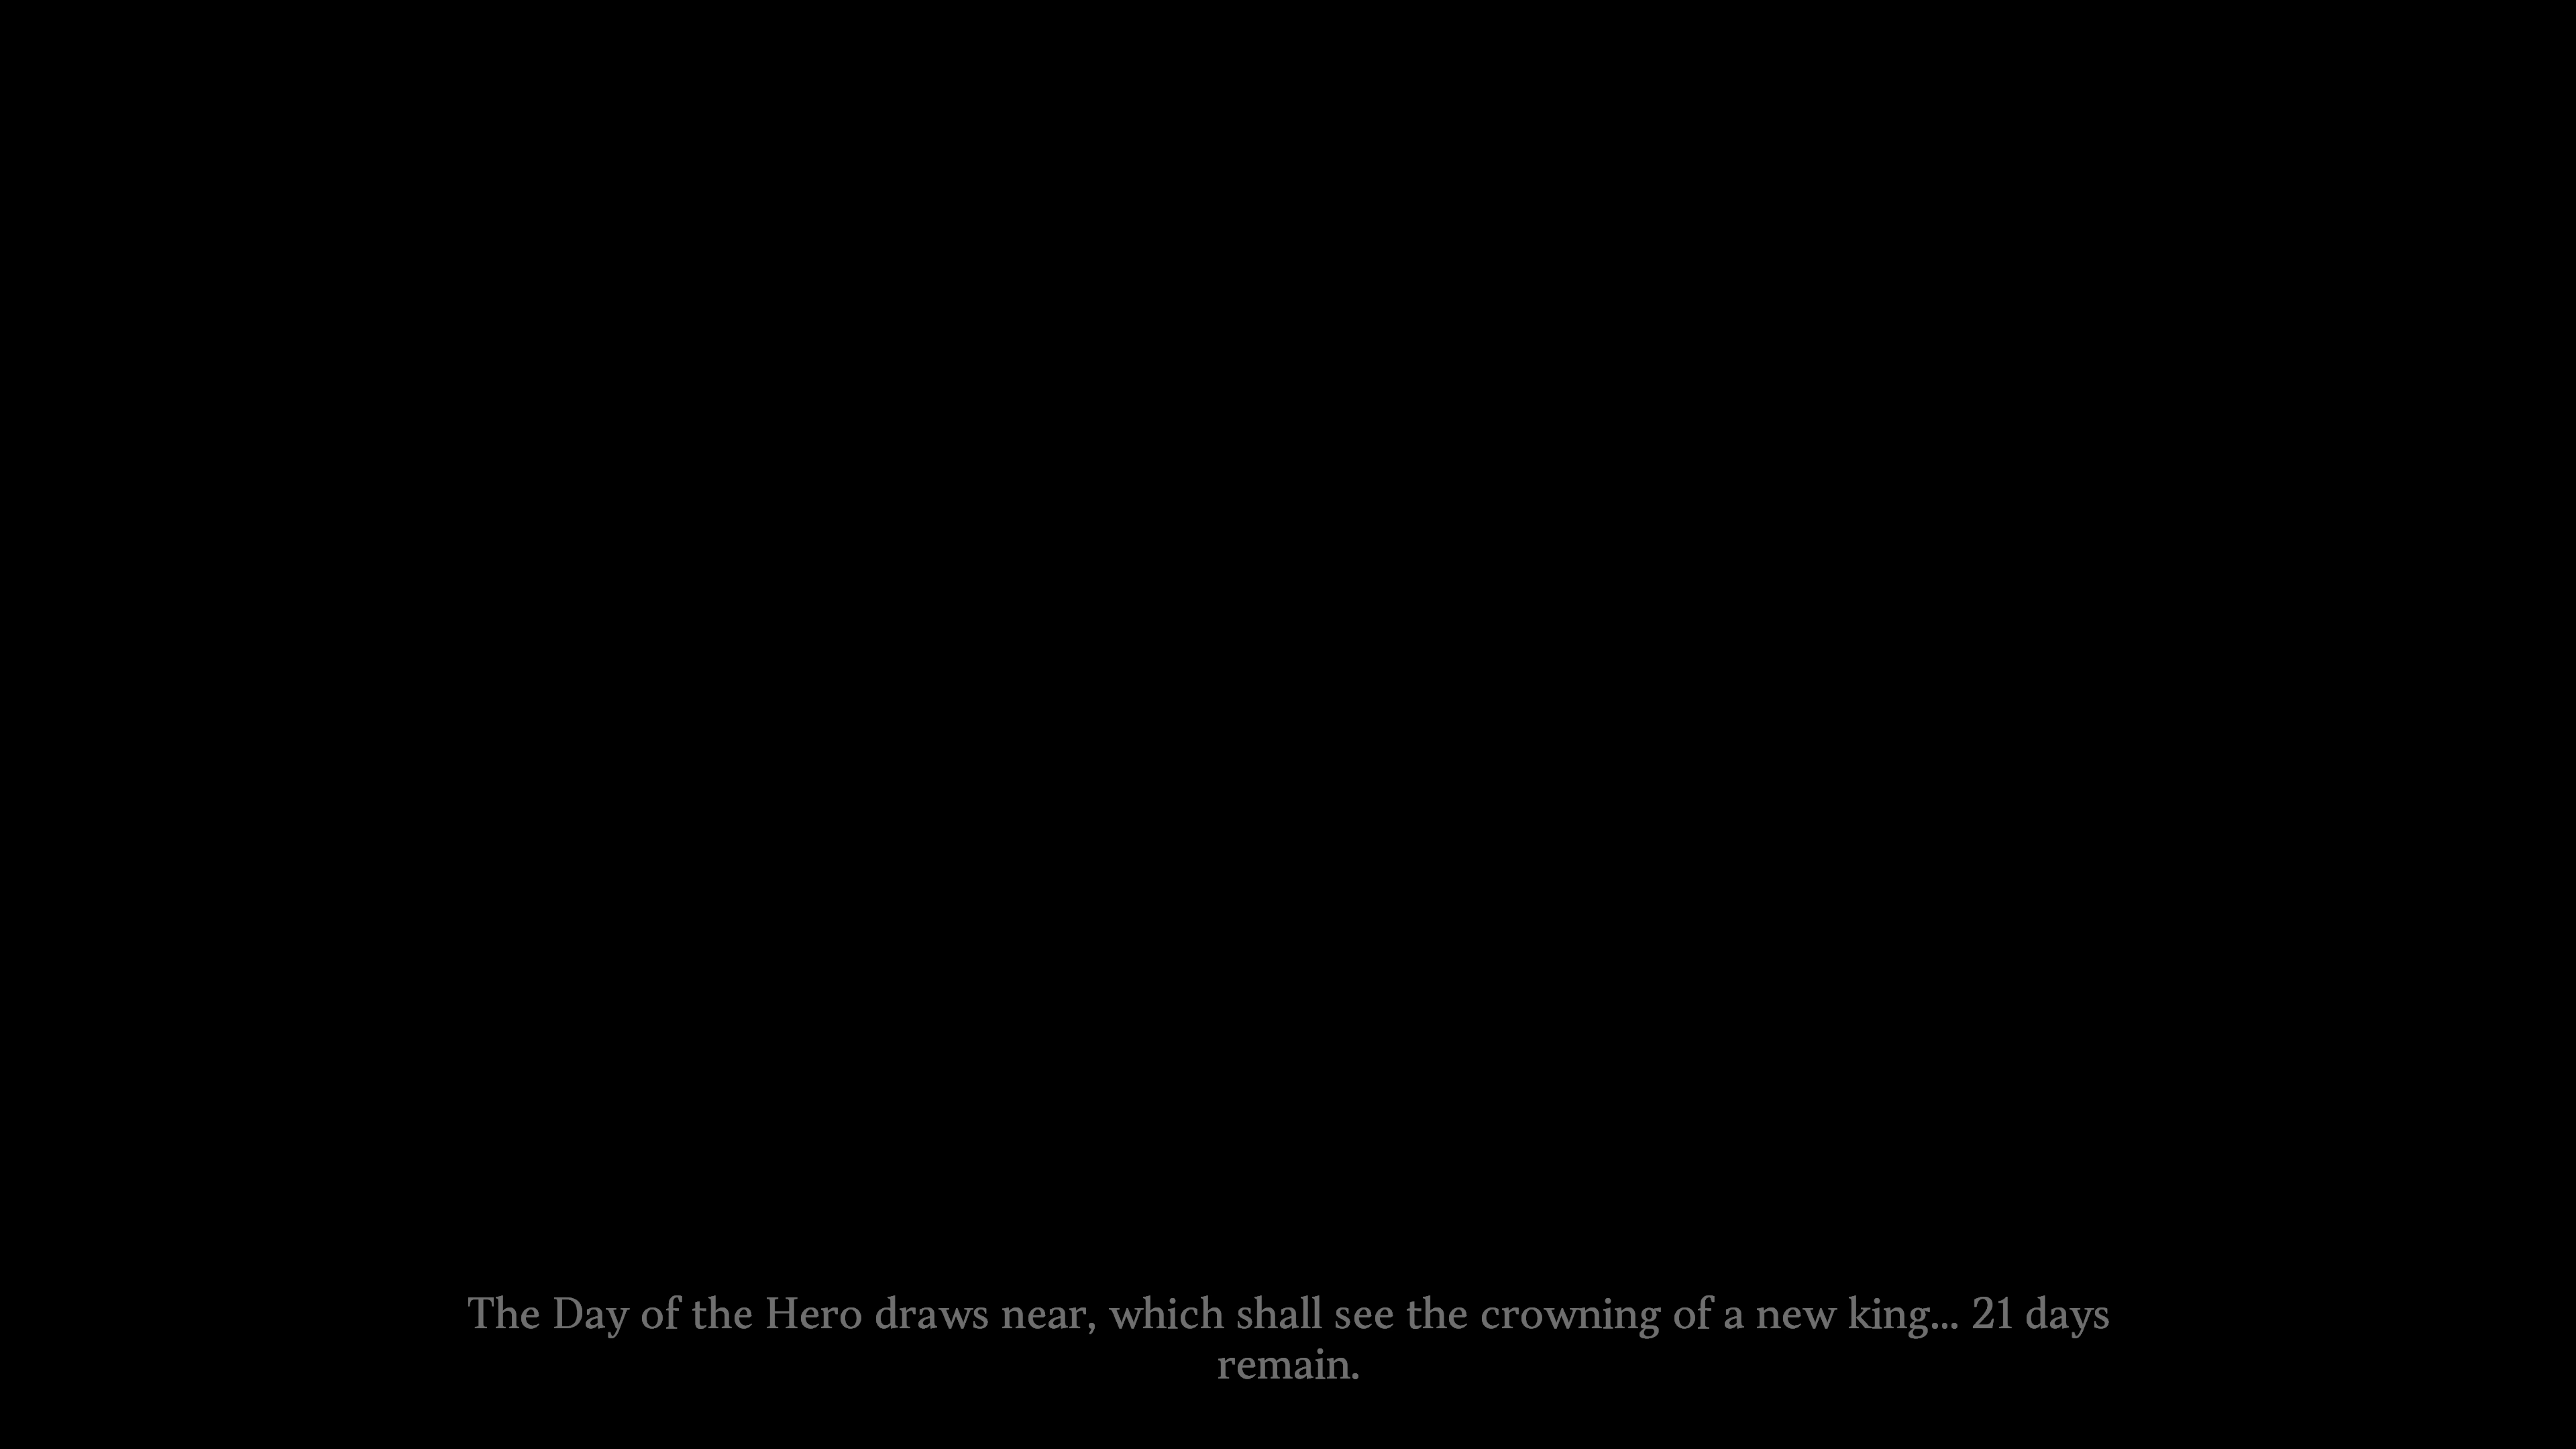 The Day of the Hero draws near, which shall see the crowning of a new king... 21 days
remain.